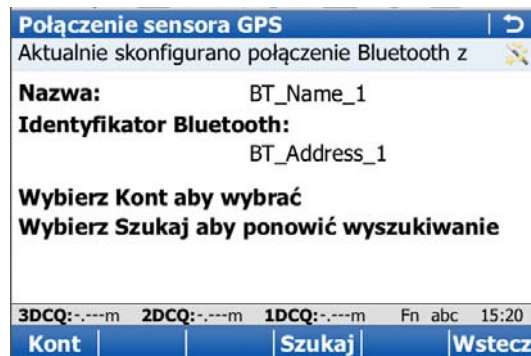 Połączenie sensora GPS
Aktualnie skonfigurano połączenie Bluetooth z
Nazwa: BT_Name_1
Identyfikator Bluetooth:
BT_Address_1
Wybierz Kont aby wybrać
Wybierz Szukaj aby ponowić wyszukiwanie
3DCQ:-.---m 2DCQ:-.---m 1DCQ:-.---m Fn abc 15:20
Kont Szukaj Wstecz